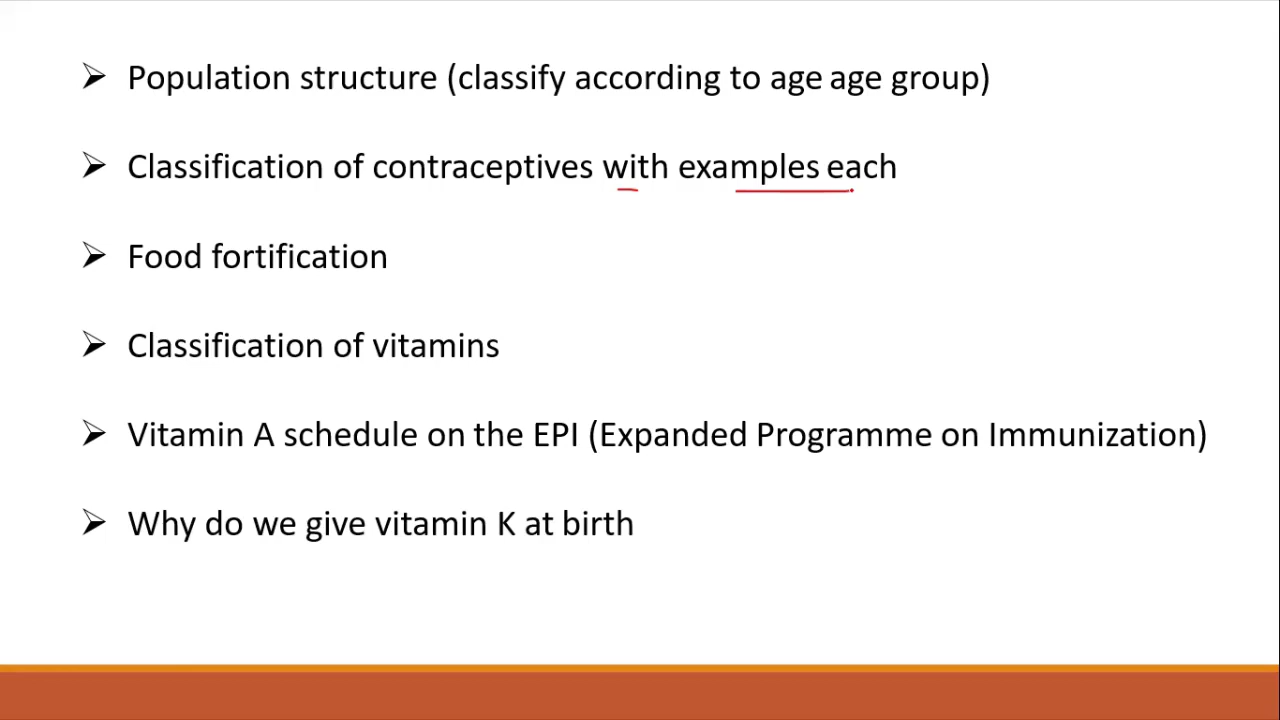 ➢ Population structure (classify according to age age group)
➢ Classification of contraceptives with examples each
➢ Food fortification
➢ Classification of vitamins
➢ Vitamin A schedule on the EPI (Expanded Programme on Immunization)
➢ Why do we give vitamin K at birth